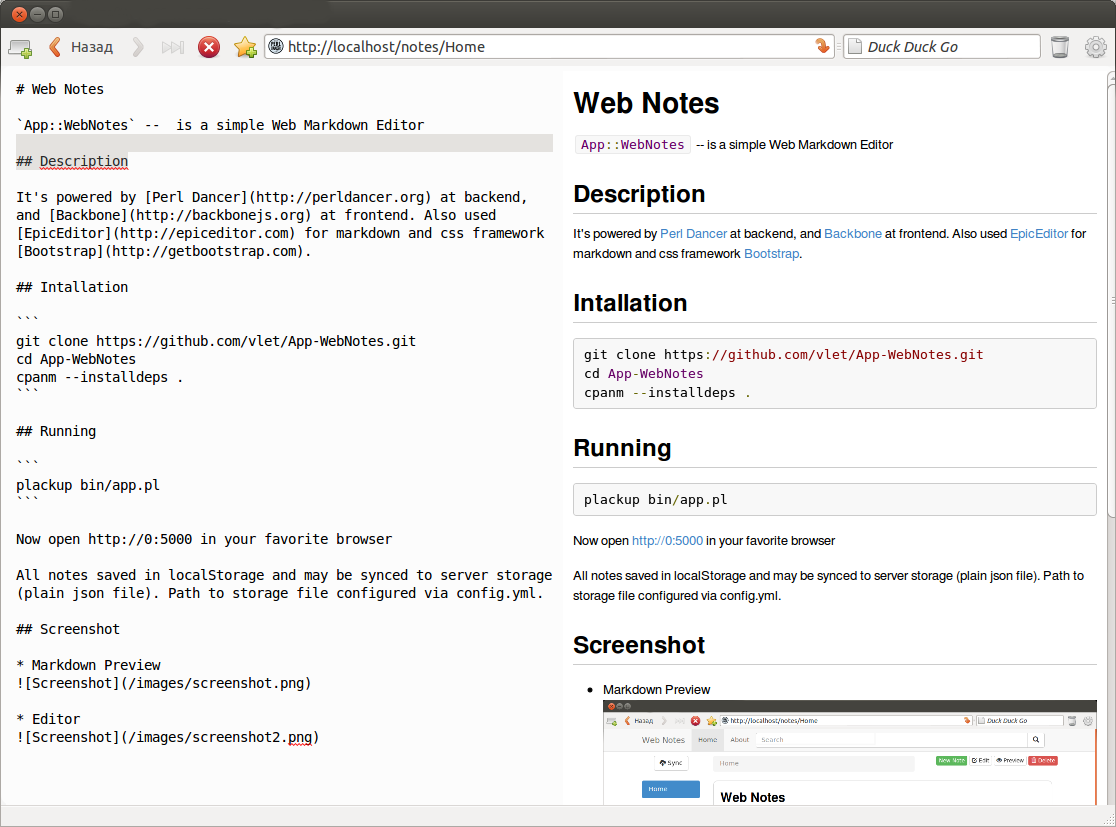 Назад
http://localhost/notes/Home
Duck Duck Go
# Web Notes
`App::WebNotes` --  is a simple Web Markdown Editor
## Description
It's powered by [Perl Dancer](http://perldancer.org) at backend,
and [Backbone](http://backbonejs.org) at frontend. Also used
[EpicEditor](http://epiceditor.com) for markdown and css framework
[Bootstrap](http://getbootstrap.com).
## Intallation
```
git clone https://github.com/vlet/App-WebNotes.git
cd App-WebNotes
cpanm --installdeps .
```
## Running
```
plackup bin/app.pl
```
Now open http://0:5000 in your favorite browser
All notes saved in localStorage and may be synced to server storage
(plain json file). Path to storage file configured via config.yml.
## Screenshot
* Markdown Preview
![Screenshot](/images/screenshot.png)
* Editor
![Screenshot](/images/screenshot2.png)
Web Notes
App::WebNotes -- is a simple Web Markdown Editor
Description
It's powered by Perl Dancer at backend, and Backbone at frontend. Also used EpicEditor for
markdown and css framework Bootstrap.
Intallation
git clone https://github.com/vlet/App-WebNotes.git
cd App-WebNotes
cpanm --installdeps .
Running
plackup bin/app.pl
Now open http://0:5000 in your favorite browser
All notes saved in localStorage and may be synced to server storage (plain json file). Path to
storage file configured via config.yml.
Screenshot
• Markdown Preview
Назад
http://localhost/notes/Home
Duck Duck Go
Web Notes Home About Search
Sync Home New Note Edit Preview Delete
Home
Web Notes